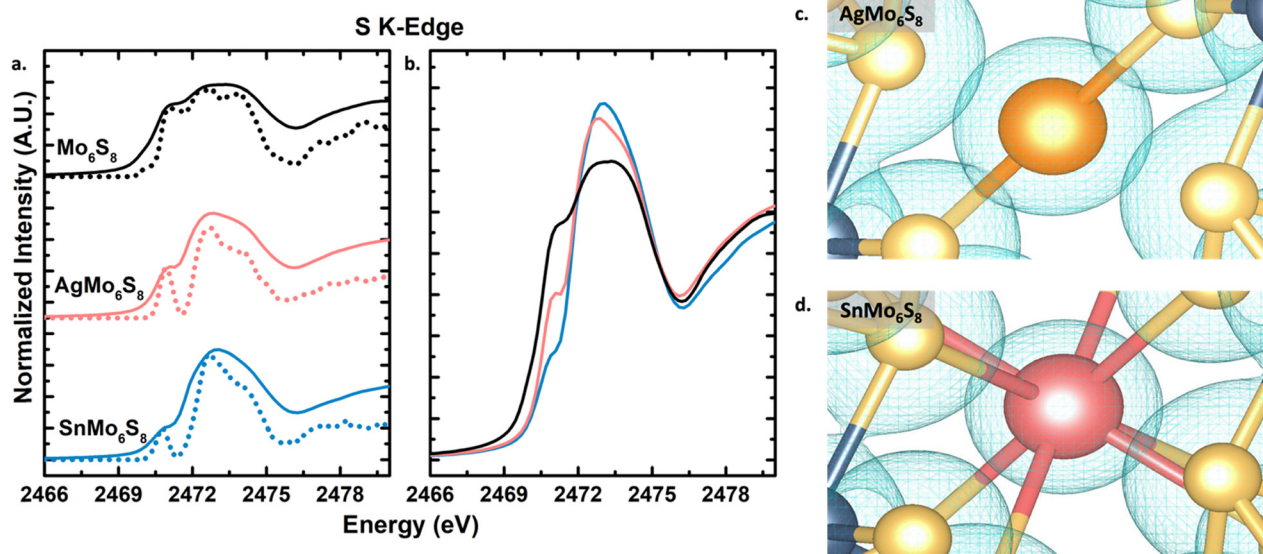 S K-Edge
a.
b.
c.
d.
Normalized Intensity (A.U.)
Mo₆S₈
AgMo₆S₈
SnMo₆S₈
2466 2469 2472 2475 2478
2466 2469 2472 2475 2478
Energy (eV)
AgMo₆S₈
SnMo₆S₈